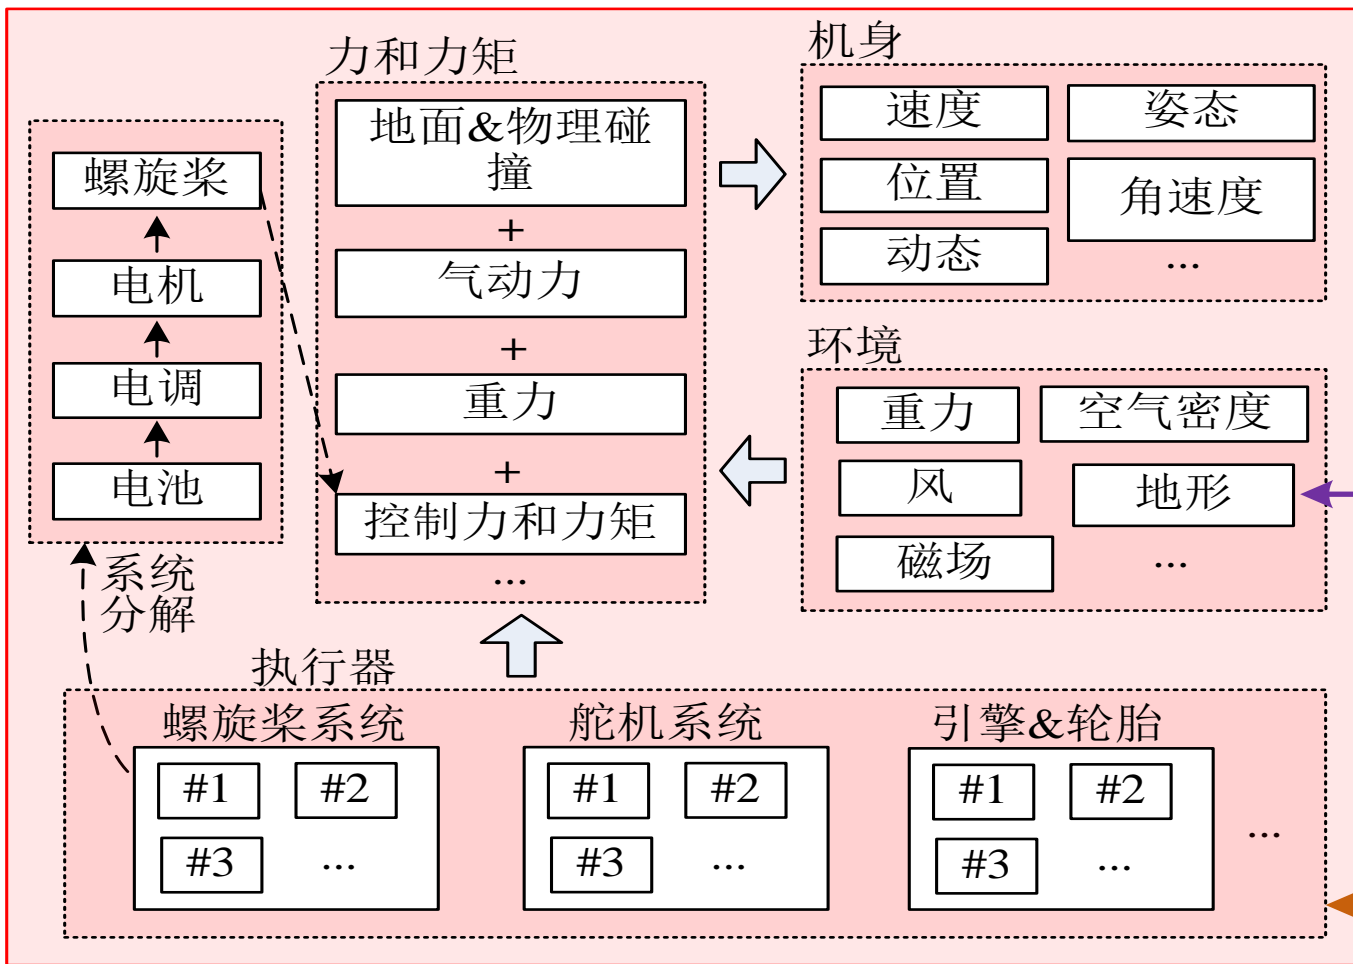 力和力矩
地面&物理碰
撞
+
气动力
+
重力
+
控制力和力矩
...
机身
速度
姿态
位置
角速度
动态
...
螺旋桨
电机
电调
电池
系统
分解
环境
重力
空气密度
风
地形
磁场
...
执行器
螺旋桨系统
#1
#2
#3
...
舵机系统
#1
#2
#3
...
引擎&轮胎
#1
#2
#3
...
...